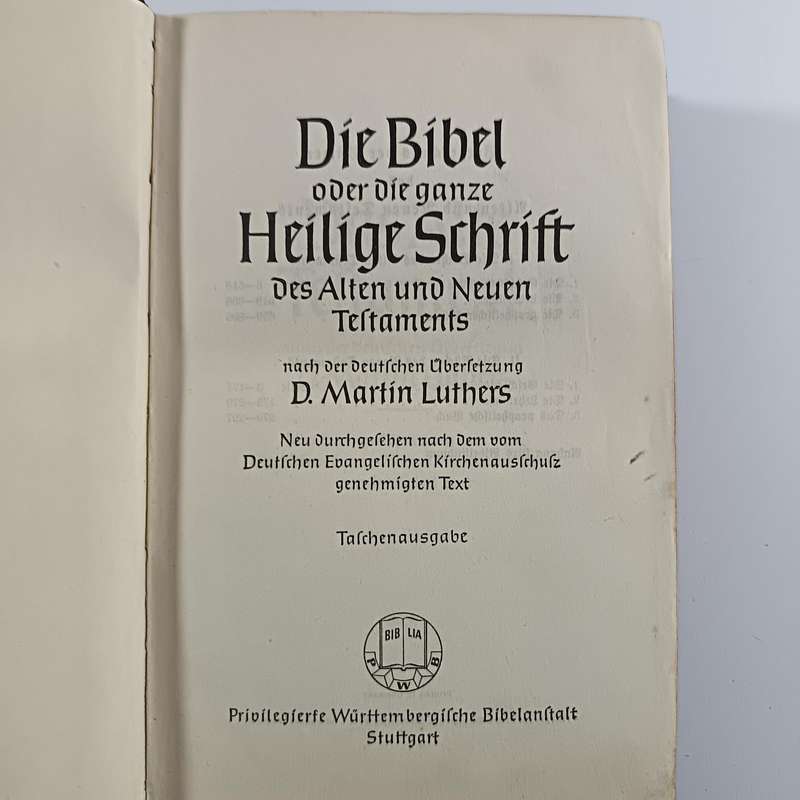 Die Bibel
oder die ganze
Heilige Schrift
des Alten und Neuen
Teſtaments
nach der deutſchen Überſetzung
D. Martin Luthers
Neu durchgeſehen nach dem vom
Deutſchen Evangeliſchen Kirchenausſchuſz
genehmigten Text
Taſchenausgabe
BIB LIA
P W B
Privilegierte Württembergiſche Bibelanſtalt
Stuttgart